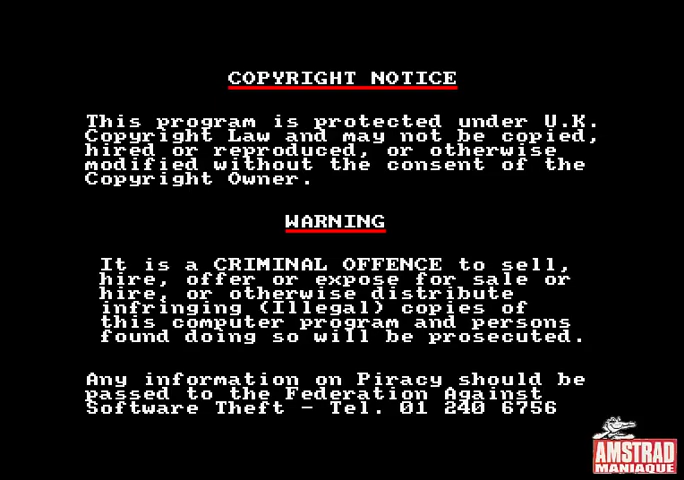 COPYRIGHT NOTICE
This program is protected under U.K.
Copyright Law and may not be copied,
hired or reproduced, or otherwise
modified without the consent of the
Copyright Owner.
WARNING
It is a CRIMINAL OFFENCE to sell,
hire, offer or expose for sale or
hire, or otherwise distribute
infringing (Illegal) copies of
this computer program and persons
found doing so will be prosecuted.
Any information on Piracy should be
passed to the Federation Against
Software Theft - Tel. 01 240 6756
AMSTRAD
MANIAQUE